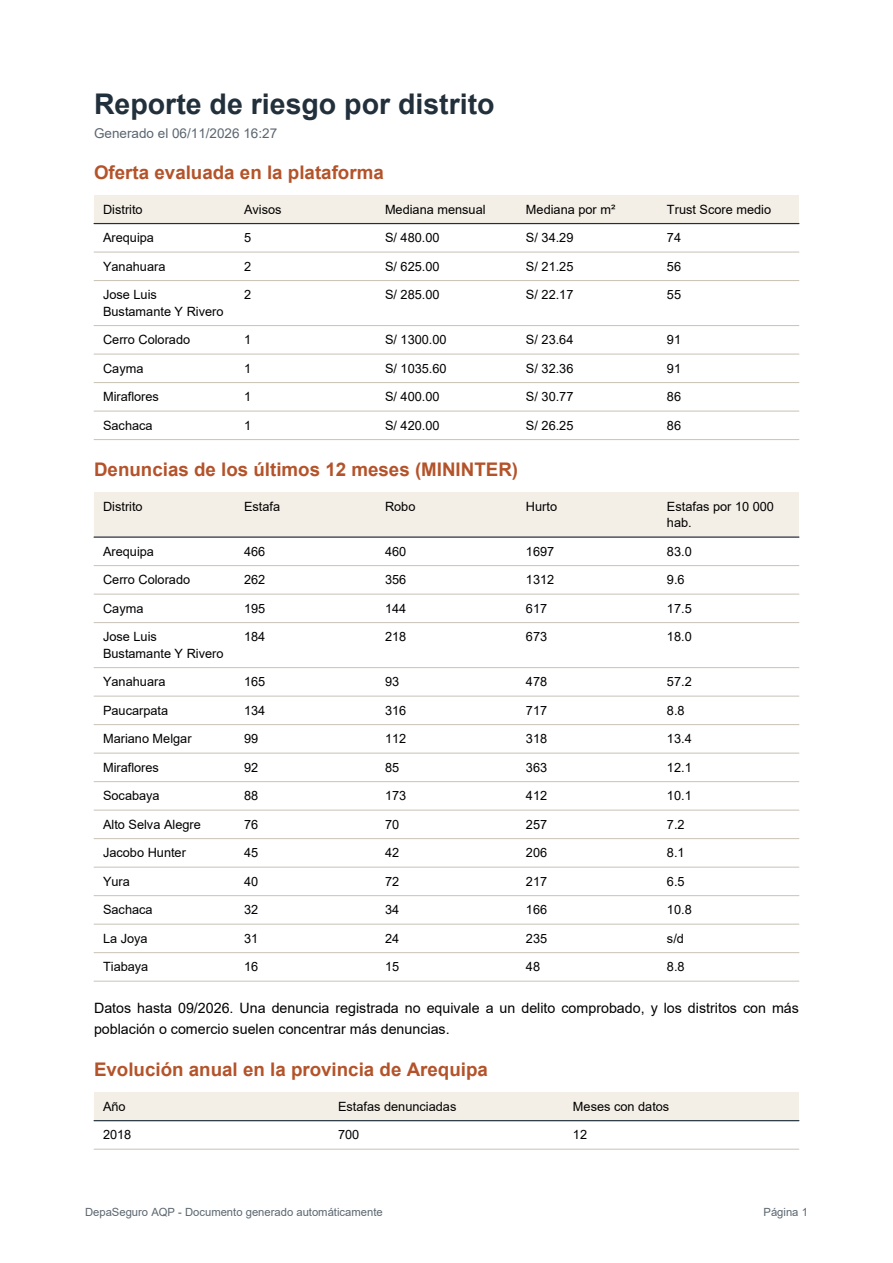 Reporte de riesgo por distrito
Generado el 06/11/2026 16:27
Oferta evaluada en la plataforma
Distrito Avisos Mediana mensual Mediana por m² Trust Score medio
Arequipa 5 S/ 480.00 S/ 34.29 74
Yanahuara 2 S/ 625.00 S/ 21.25 56
Jose Luis 2 S/ 285.00 S/ 22.17 55
Bustamante Y Rivero
Cerro Colorado 1 S/ 1300.00 S/ 23.64 91
Cayma 1 S/ 1035.60 S/ 32.36 91
Miraflores 1 S/ 400.00 S/ 30.77 86
Sachaca 1 S/ 420.00 S/ 26.25 86
Denuncias de los últimos 12 meses (MININTER)
Distrito Estafa Robo Hurto Estafas por 10 000
hab.
Arequipa 466 460 1697 83.0
Cerro Colorado 262 356 1312 9.6
Cayma 195 144 617 17.5
Jose Luis 184 218 673 18.0
Bustamante Y Rivero
Yanahuara 165 93 478 57.2
Paucarpata 134 316 717 8.8
Mariano Melgar 99 112 318 13.4
Miraflores 92 85 363 12.1
Socabaya 88 173 412 10.1
Alto Selva Alegre 76 70 257 7.2
Jacobo Hunter 45 42 206 8.1
Yura 40 72 217 6.5
Sachaca 32 34 166 10.8
La Joya 31 24 235 s/d
Tiabaya 16 15 48 8.8
Datos hasta 09/2026. Una denuncia registrada no equivale a un delito comprobado, y los distritos con más
población o comercio suelen concentrar más denuncias.
Evolución anual en la provincia de Arequipa
Año Estafas denunciadas Meses con datos
2018 700 12
DepaSeguro AQP - Documento generado automáticamente Página 1